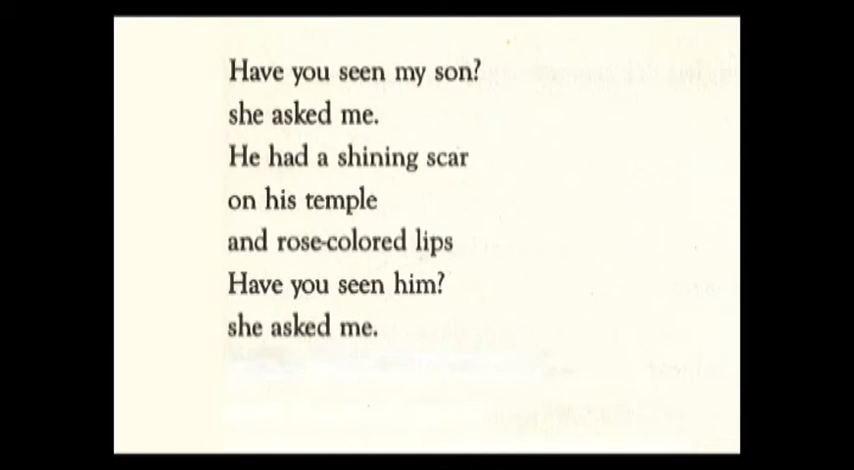 Have you seen my son?
she asked me.
He had a shining scar
on his temple
and rose-colored lips
Have you seen him?
she asked me.